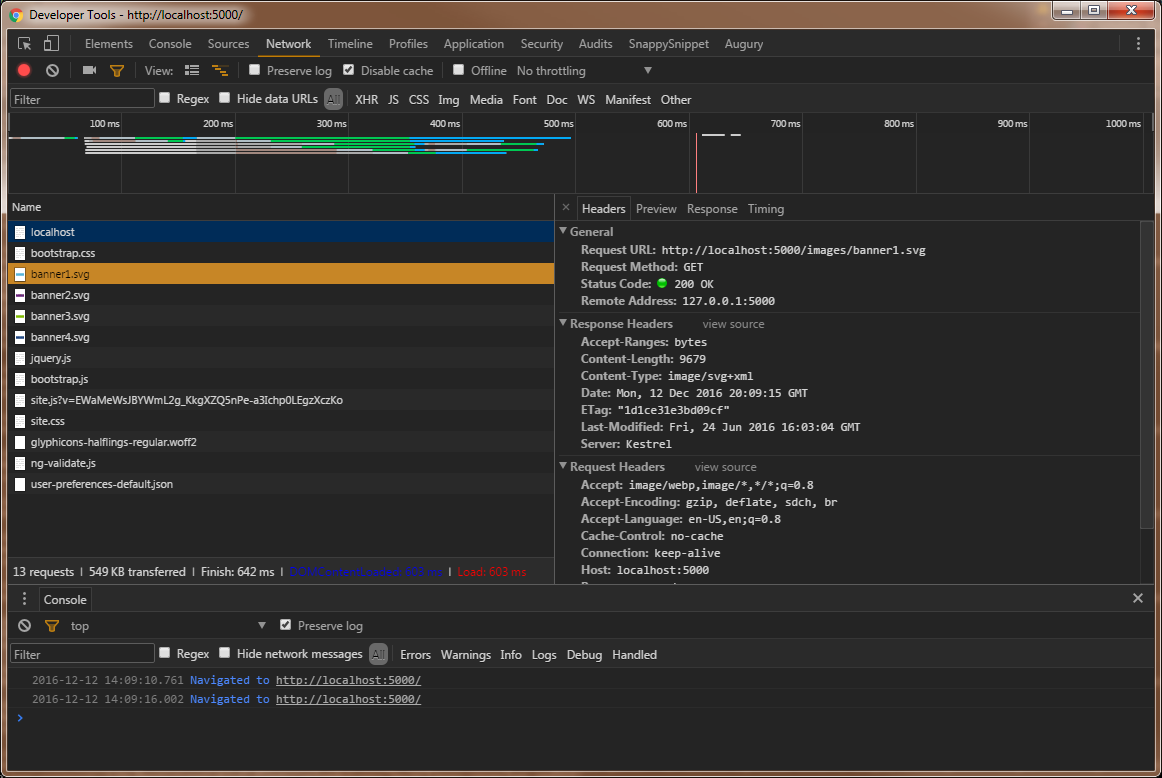 Developer Tools - http://localhost:5000/
Elements Console Sources Network Timeline Profiles Application Security Audits SnappySnippet Augury
View: Preserve log Disable cache Offline No throttling
Filter Regex Hide data URLs All XHR JS CSS Img Media Font Doc WS Manifest Other
100 ms 200 ms 300 ms 400 ms 500 ms 600 ms 700 ms 800 ms 900 ms 1000 ms
Name
localhost
bootstrap.css
banner1.svg
banner2.svg
banner3.svg
banner4.svg
jquery.js
bootstrap.js
site.js?v=EWaMeWsJBYWmL2g_KkgXZQ5nPe-a3Ichp0LEgzXczKo
site.css
glyphicons-halflings-regular.woff2
ng-validate.js
user-preferences-default.json
13 requests | 549 KB transferred | Finish: 642 ms | DOMContentLoaded: 603 ms | Load: 603 ms
Headers Preview Response Timing
General
Request URL: http://localhost:5000/images/banner1.svg
Request Method: GET
Status Code: 200 OK
Remote Address: 127.0.0.1:5000
Response Headers view source
Accept-Ranges: bytes
Content-Length: 9679
Content-Type: image/svg+xml
Date: Mon, 12 Dec 2016 20:09:15 GMT
ETag: "1d1ce31e3bd09cf"
Last-Modified: Fri, 24 Jun 2016 16:03:04 GMT
Server: Kestrel
Request Headers view source
Accept: image/webp,image/*,*/*;q=0.8
Accept-Encoding: gzip, deflate, sdch, br
Accept-Language: en-US,en;q=0.8
Cache-Control: no-cache
Connection: keep-alive
Host: localhost:5000
Console
top Preserve log
Filter Regex Hide network messages All Errors Warnings Info Logs Debug Handled
2016-12-12 14:09:10.761 Navigated to http://localhost:5000/
2016-12-12 14:09:16.002 Navigated to http://localhost:5000/